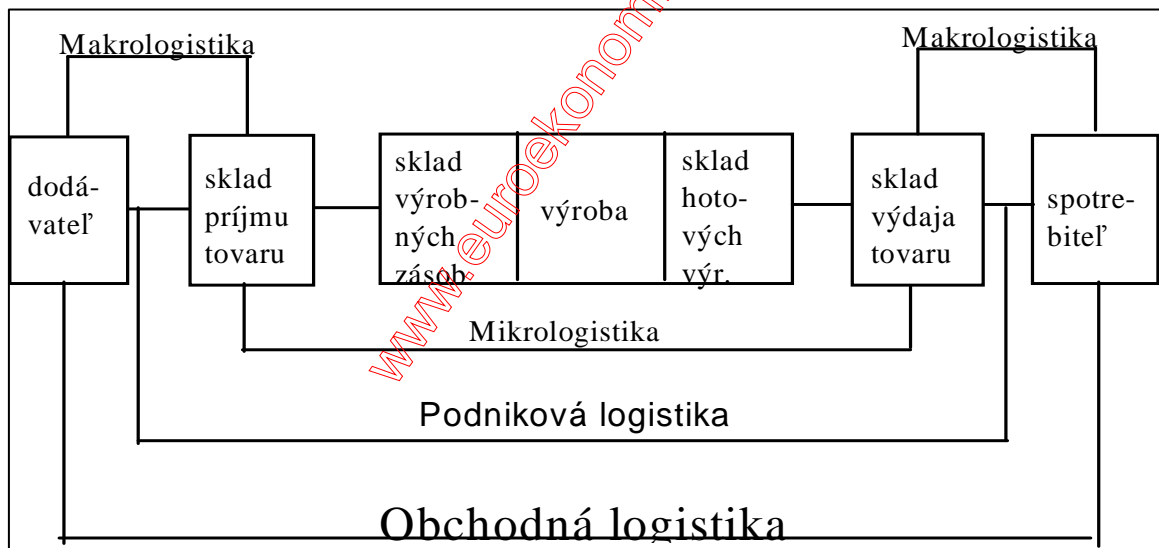 Makrologistika
Makrologistika
dodá-
vateľ
sklad
príjmu
tovaru
sklad
výrob-
ných
zásob
výroba
sklad
hoto-
vých
výr.
sklad
výdaja
tovaru
spotre-
biteľ
Mikrologistika
Podniková logistika
Obchodná logistika
www.euroekonom